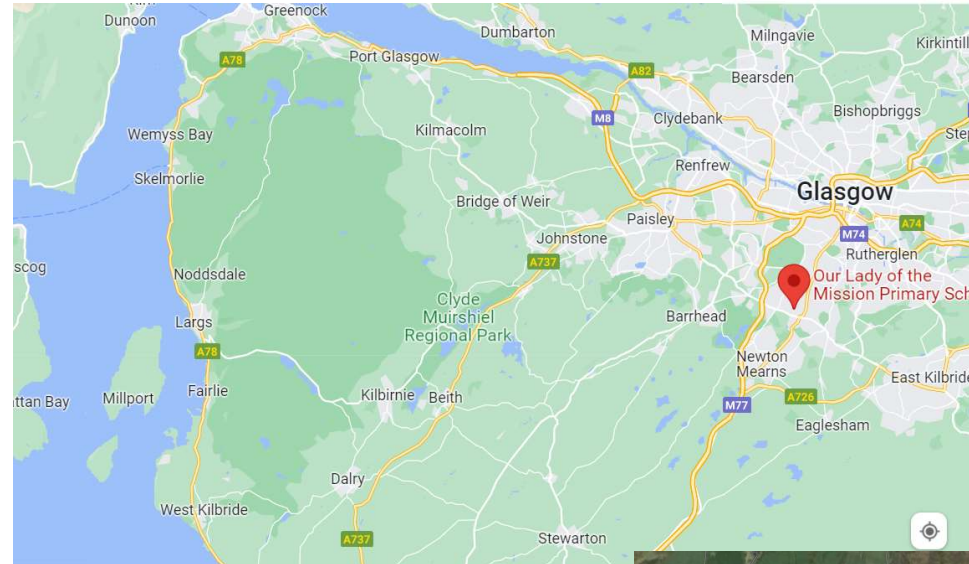 Dunoon
Greenock
Dumbarton
Milngavie
A78
Port Glasgow
A82
Bearsden
Kirkintill
Bishopbriggs
Clydebank
M8
Kilmacolm
Wemyss Bay
Step
Renfrew
Skelmorlie
Glasgow
Bridge of Weir
Paisley
A74
Johnstone
M74
Rutherglen
A737
scog
Noddsdale
Our Lady of the
Mission Primary Sch
Clyde
Muirshiel
Regional Park
Largs
Barrhead
A78
Newton
Mearns
East Kilbride
Fairlie
Kilbirnie
Beith
A726
Millport
ttan Bay
M77
Eaglesham
Dalry
West Kilbride
A737
Stewarton